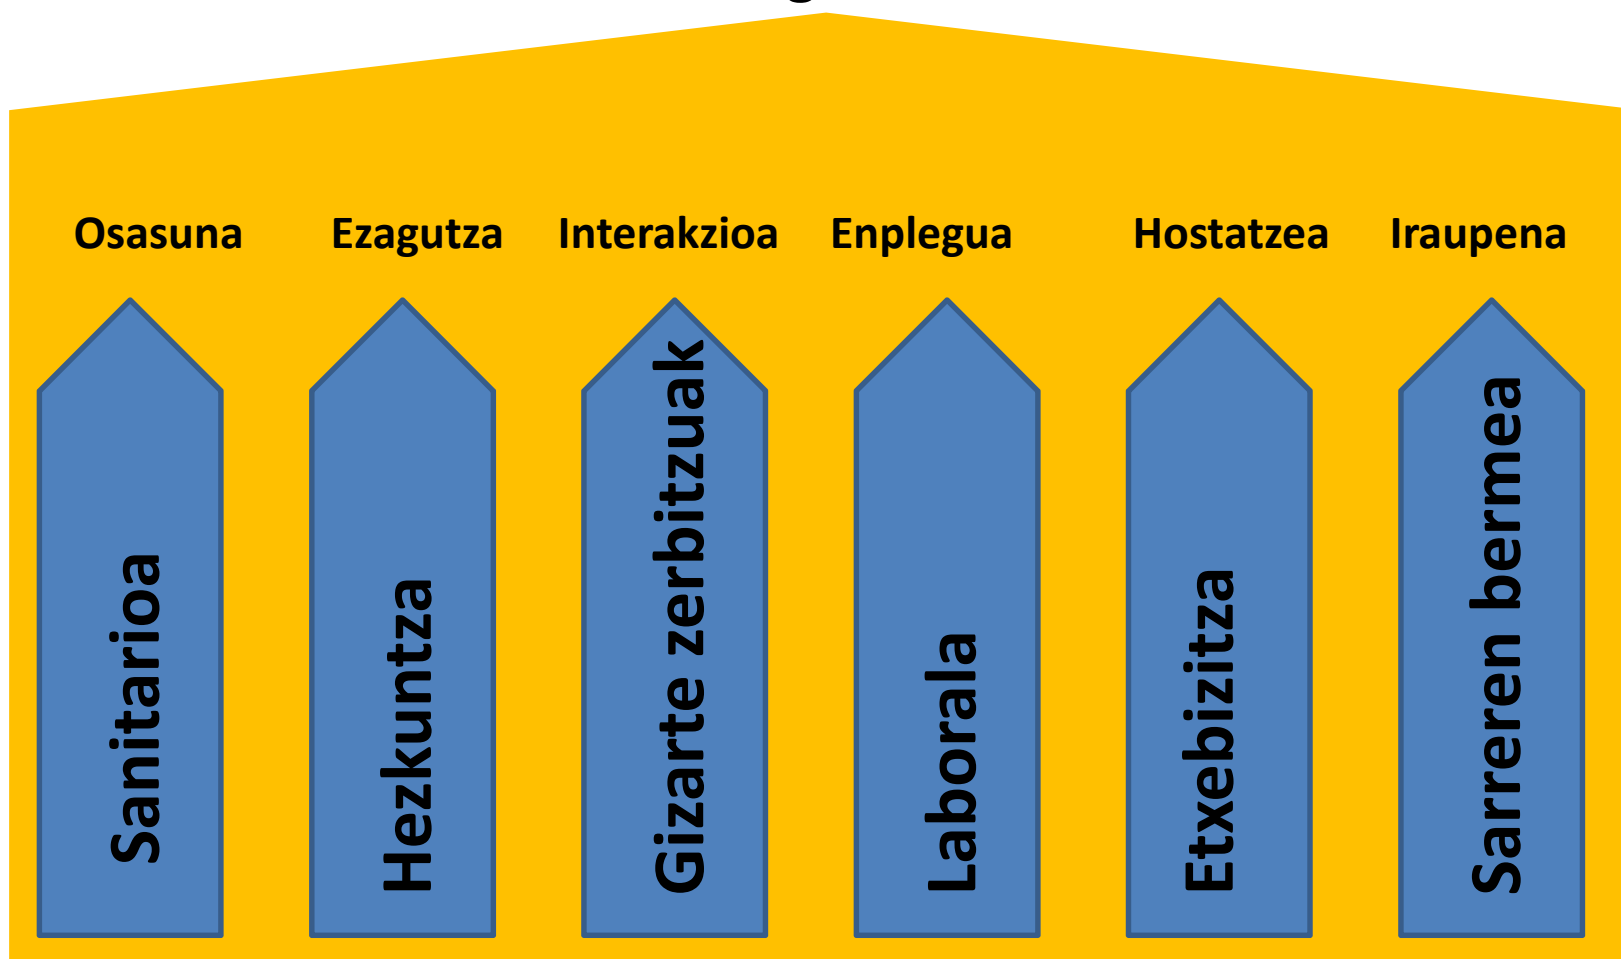 Osasuna Ezagutza Interakzioa Enplegua Hostatzea Iraupena
Sanitarioa
Hezkuntza
Gizarte zerbitzuak
Laborala
Etxebizitza
Sarreren bermea